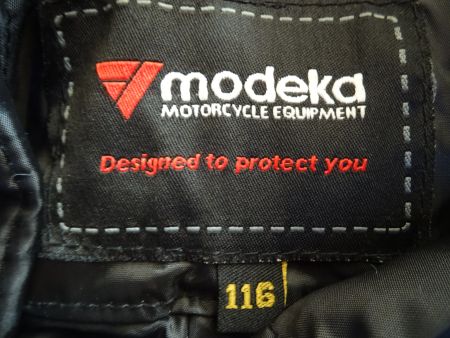 modeka
MOTORCYCLE EQUIPMENT
Designed to protect you
116